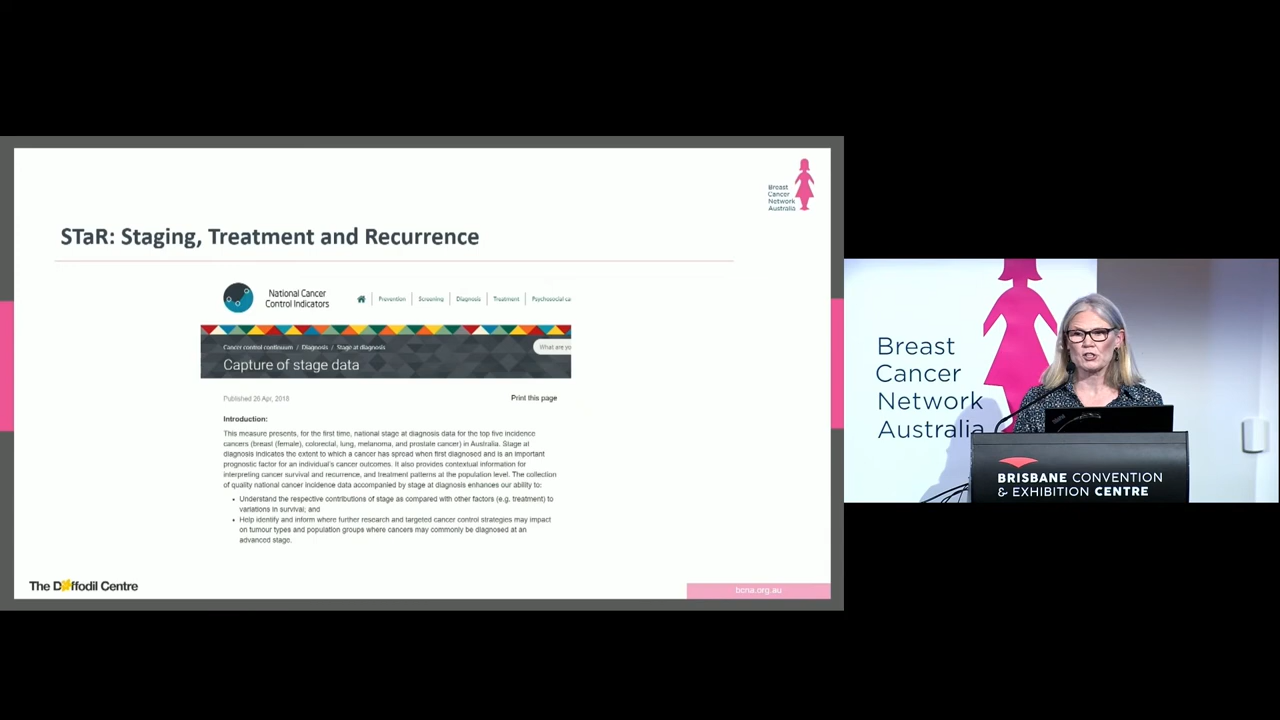 Breast
Cancer
Network
Australia
STaR: Staging, Treatment and Recurrence
National Cancer
Control Indicators
Prevention
Screening
Diagnosis
Treatment
Psychosocial ca
Cancer control continuum / Diagnosis / Stage at diagnosis
What are yo
Capture of stage data
Published 26 Apr, 2018
Print this page
Introduction:
This measure presents, for the first time, national stage at diagnosis data for the top five incidence
cancers (breast (female), colorectal, lung, melanoma, and prostate cancer) in Australia. Stage at
diagnosis indicates the extent to which a cancer has spread when first diagnosed and is an important
prognostic factor for an individual's cancer outcomes. It also provides contextual information for
interpreting cancer survival and recurrence, and treatment patterns at the population level. The collection
of quality national cancer incidence data accompanied by stage at diagnosis enhances our ability to:
• Understand the respective contributions of stage as compared with other factors (e.g. treatment) to
variations in survival; and
• Help identify and inform where further research and targeted cancer control strategies may impact
on tumour types and population groups where cancers may commonly be diagnosed at an
advanced stage.
The Daffodil Centre
bcna.org.au
Breast
Cancer
Network
Australia
BRISBANE CONVENTION
& EXHIBITION CENTRE